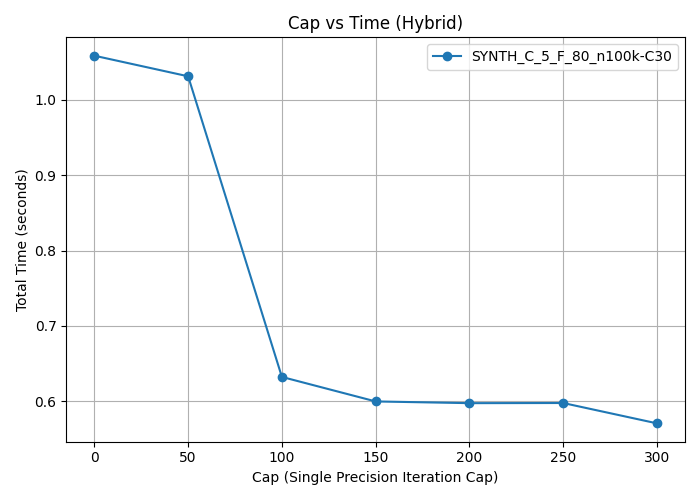 Cap vs Time (Hybrid)
SYNTH_C_5_F_80_n100k-C30
Total Time (seconds)
1.0
0.9
0.8
0.7
0.6
0 50 100 150 200 250 300
Cap (Single Precision Iteration Cap)